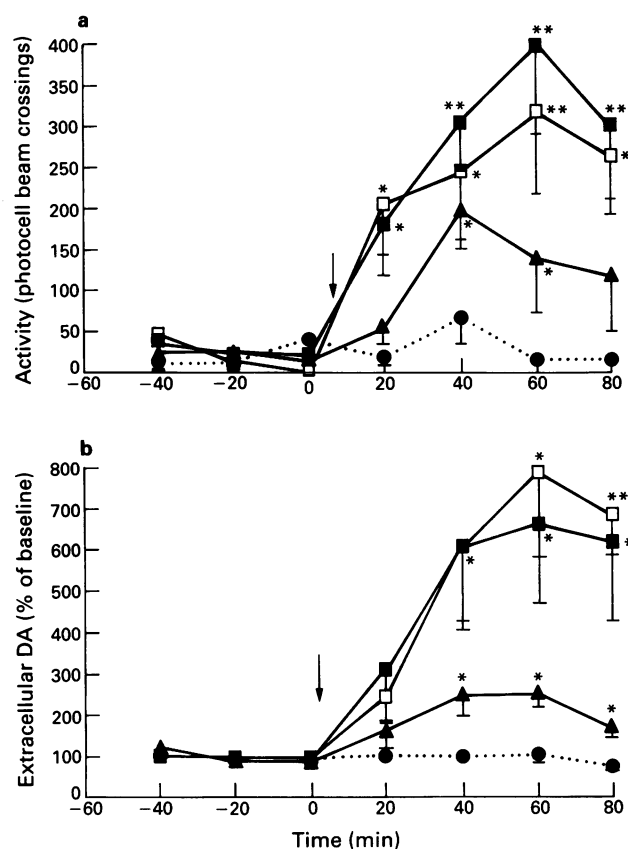 a
Activity (photocell beam crossings)
400
350
300
250
200
150
100
50
0
** 
** ** **
* * * *
* *
−60 −40 −20 0 20 40 60 80
b
Extracellular DA (% of baseline)
800
700
600
500
400
300
200
100
0
* **
* * *
* * *
−60 −40 −20 0 20 40 60 80
Time (min)